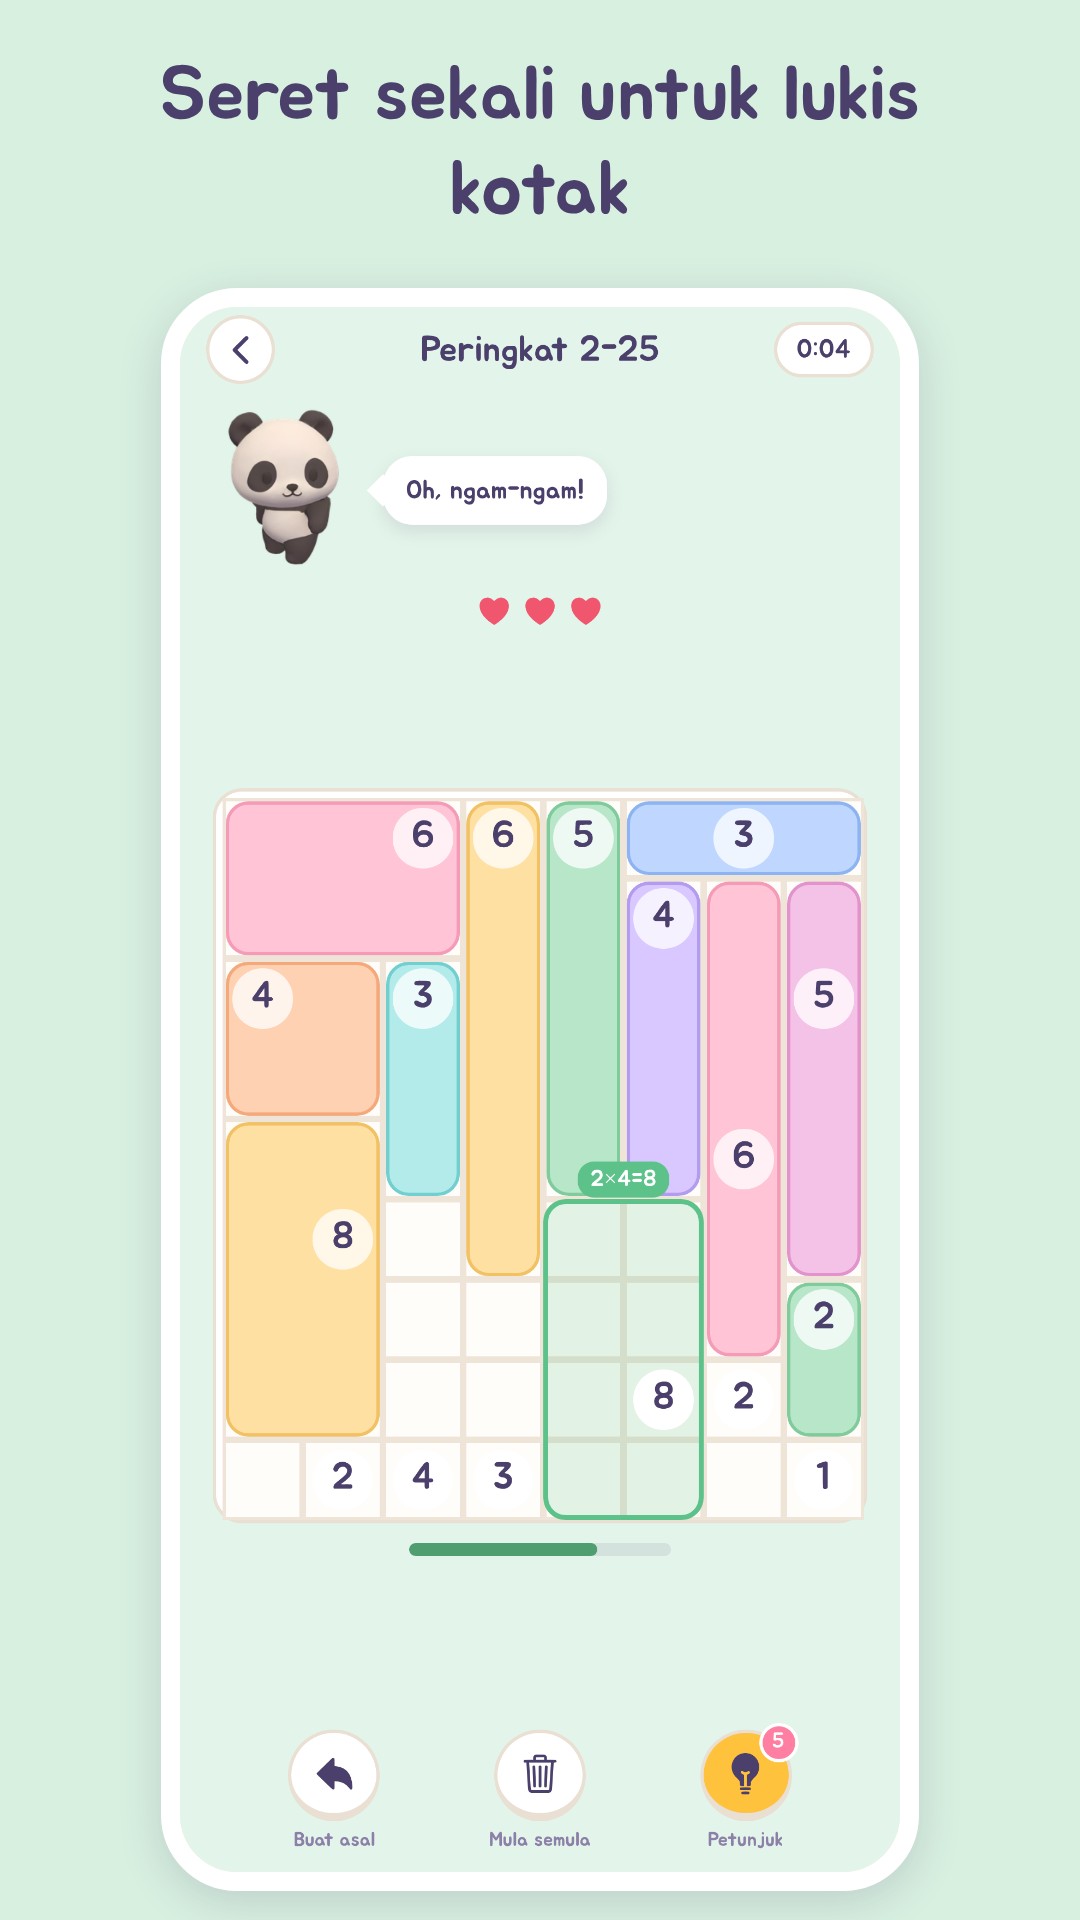 Seret sekali untuk lukis
kotak
Peringkat 2-25
0:04
Oh, ngam-ngam!
6 6 5 3
4
4 3 5
6
2×4=8
8
2
8 2
2 4 3 1
5
Buat asal
Mula semula
Petunjuk